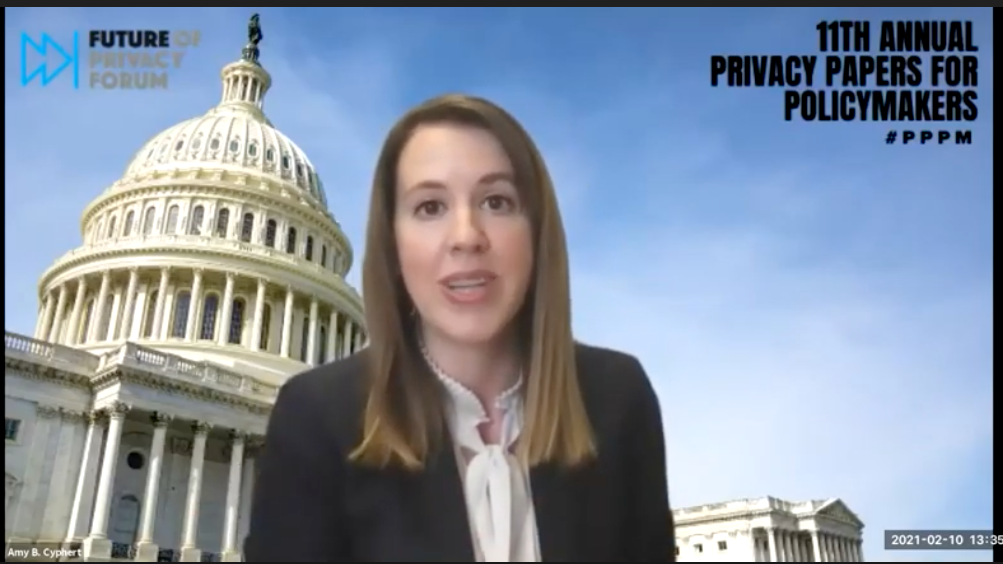 FUTURE OF
PRIVACY
FORUM
11TH ANNUAL
PRIVACY PAPERS FOR
POLICYMAKERS
#PPPM
Amy B. Cyphert
2021-02-10 13:35